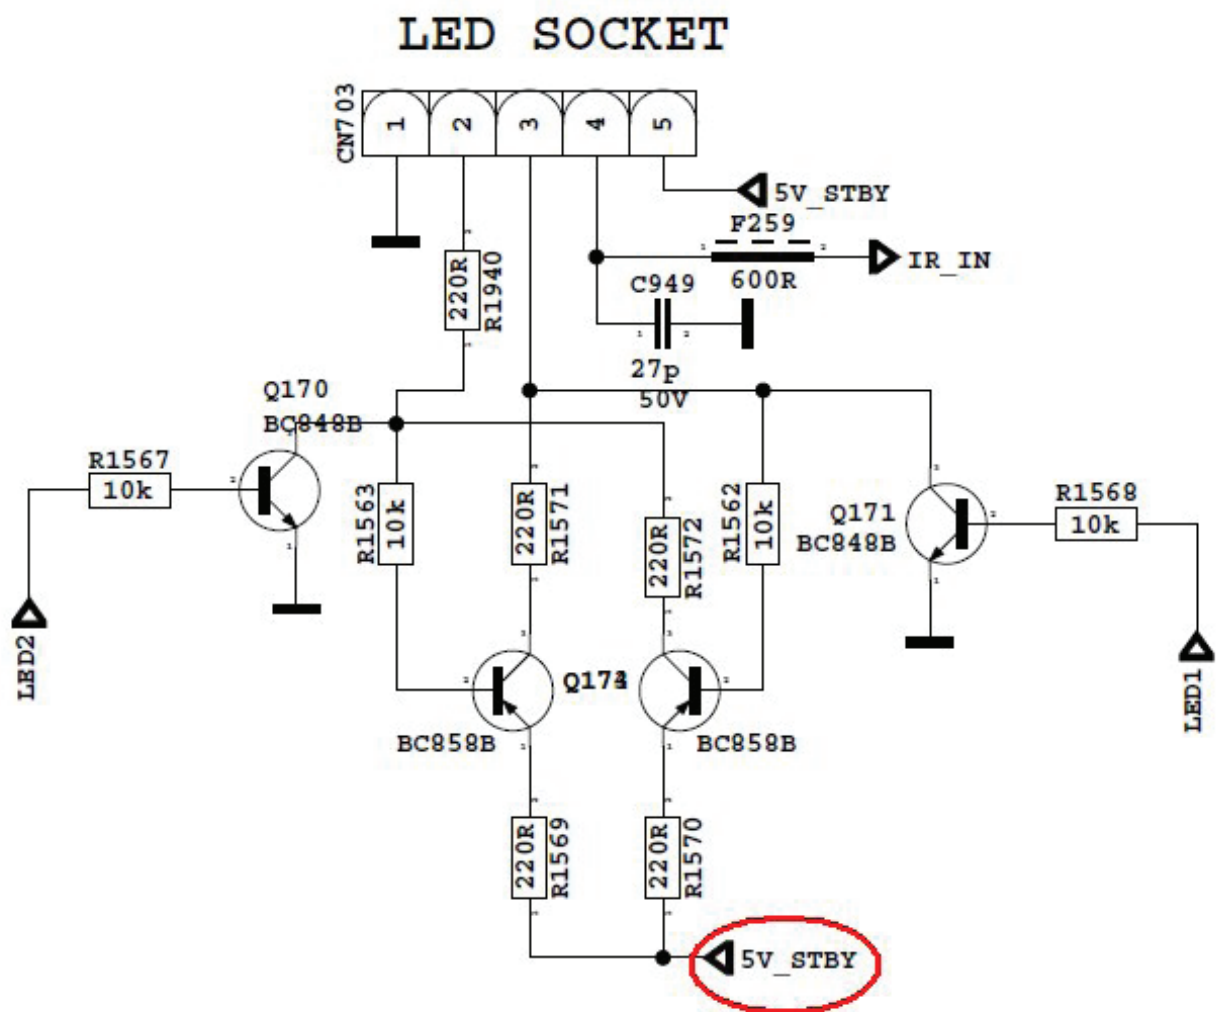 LED SOCKET
CN703
1 2 3 4 5
5V_STBY
F259
IR_IN
600R
C949
27p
50V
220R
R1940
Q170
BC848B
R1567
10k
R1563
10k
220R
R1571
220R
R1572
R1562
10k
Q171
BC848B
R1568
10k
LED2
LED1
BC858B
BC858B
220R
R1569
220R
R1570
5V_STBY